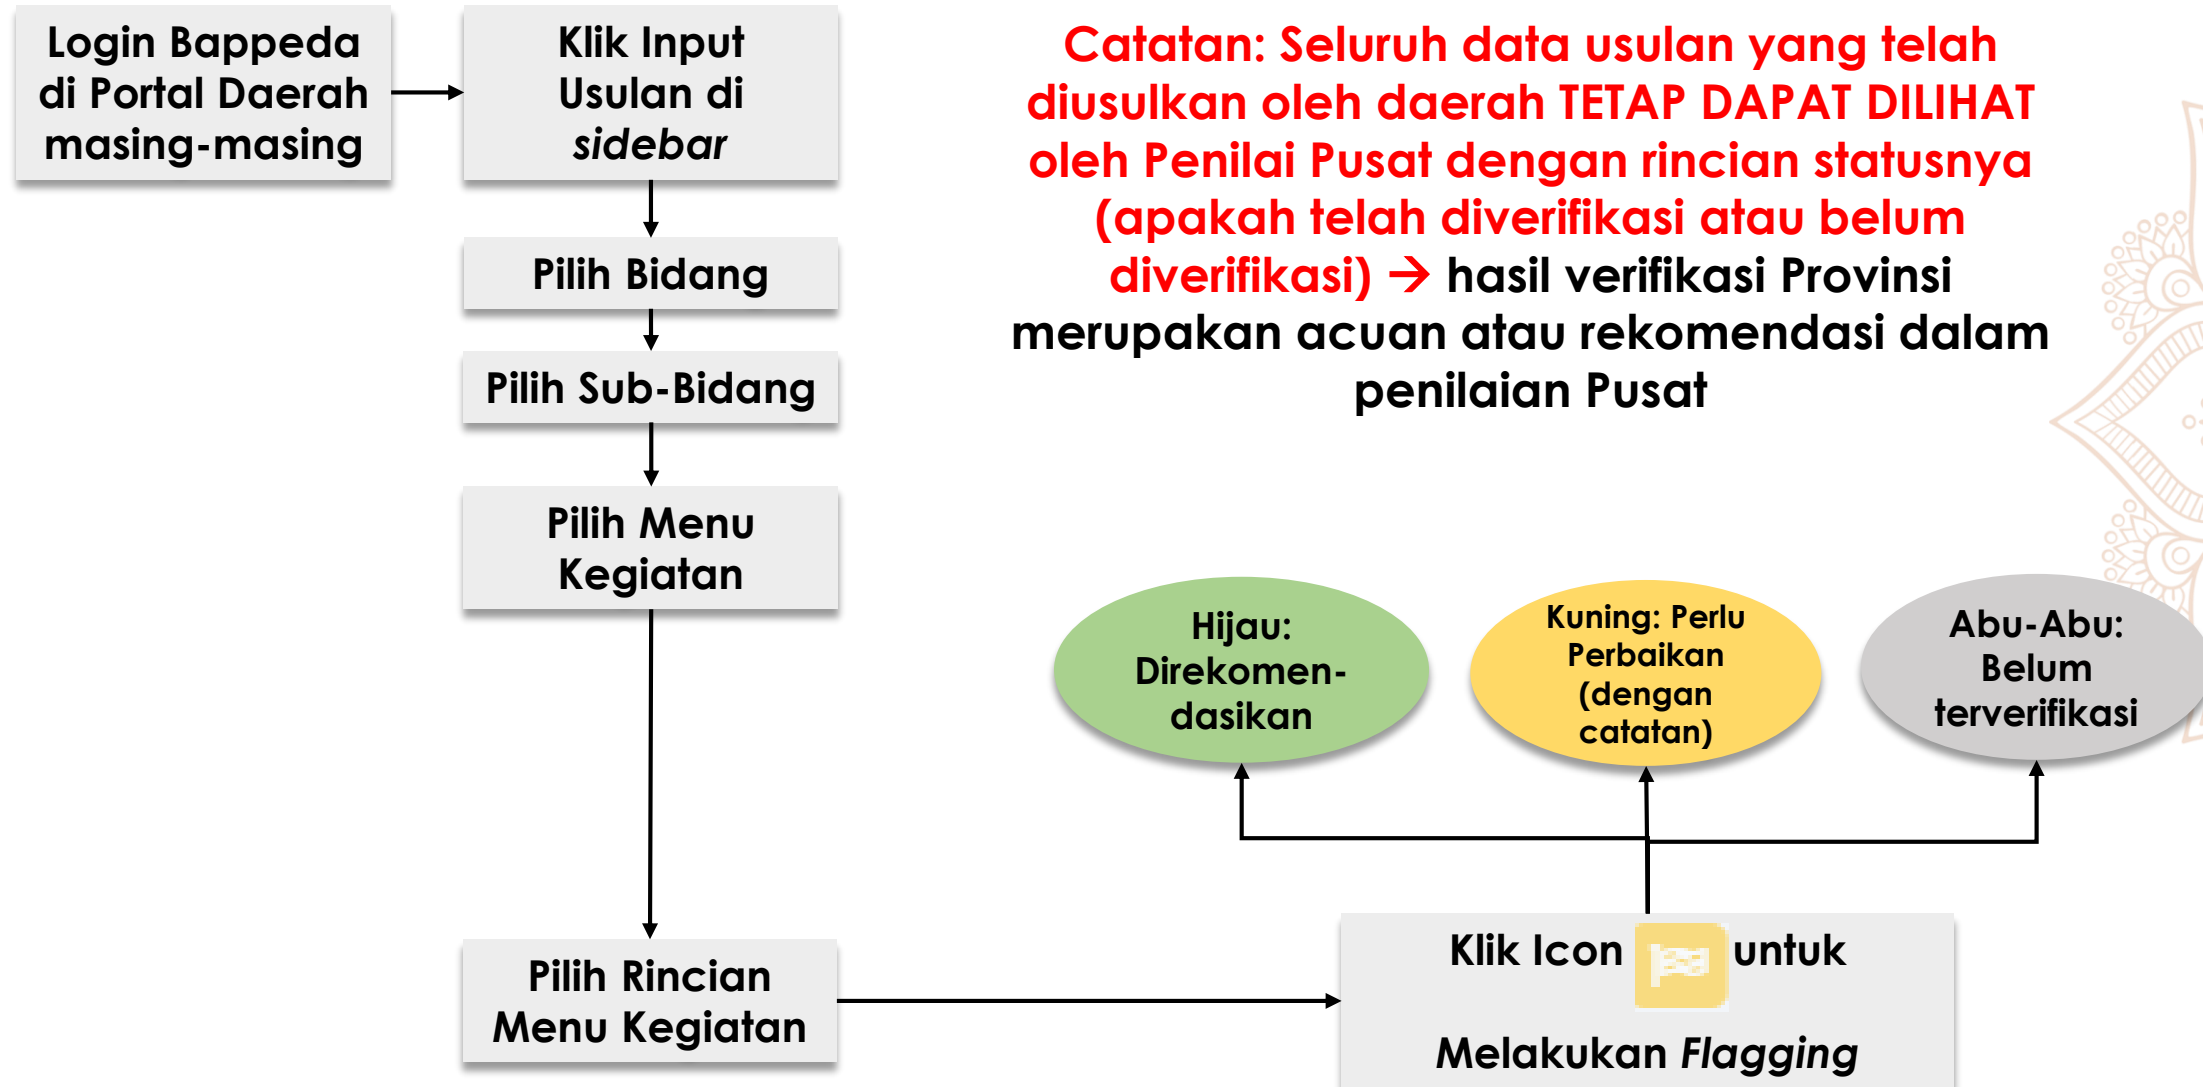 Login Bappeda
di Portal Daerah
masing-masing
Klik Input
Usulan di
sidebar
Pilih Bidang
Pilih Sub-Bidang
Pilih Menu
Kegiatan
Pilih Rincian
Menu Kegiatan
Catatan: Seluruh data usulan yang telah
diusulkan oleh daerah TETAP DAPAT DILIHAT
oleh Penilai Pusat dengan rincian statusnya
(apakah telah diverifikasi atau belum
diverifikasi) → hasil verifikasi Provinsi
merupakan acuan atau rekomendasi dalam
penilaian Pusat
Hijau:
Direkomen-
dasikan
Kuning: Perlu
Perbaikan
(dengan
catatan)
Abu-Abu:
Belum
terverifikasi
Klik Icon untuk
Melakukan Flagging